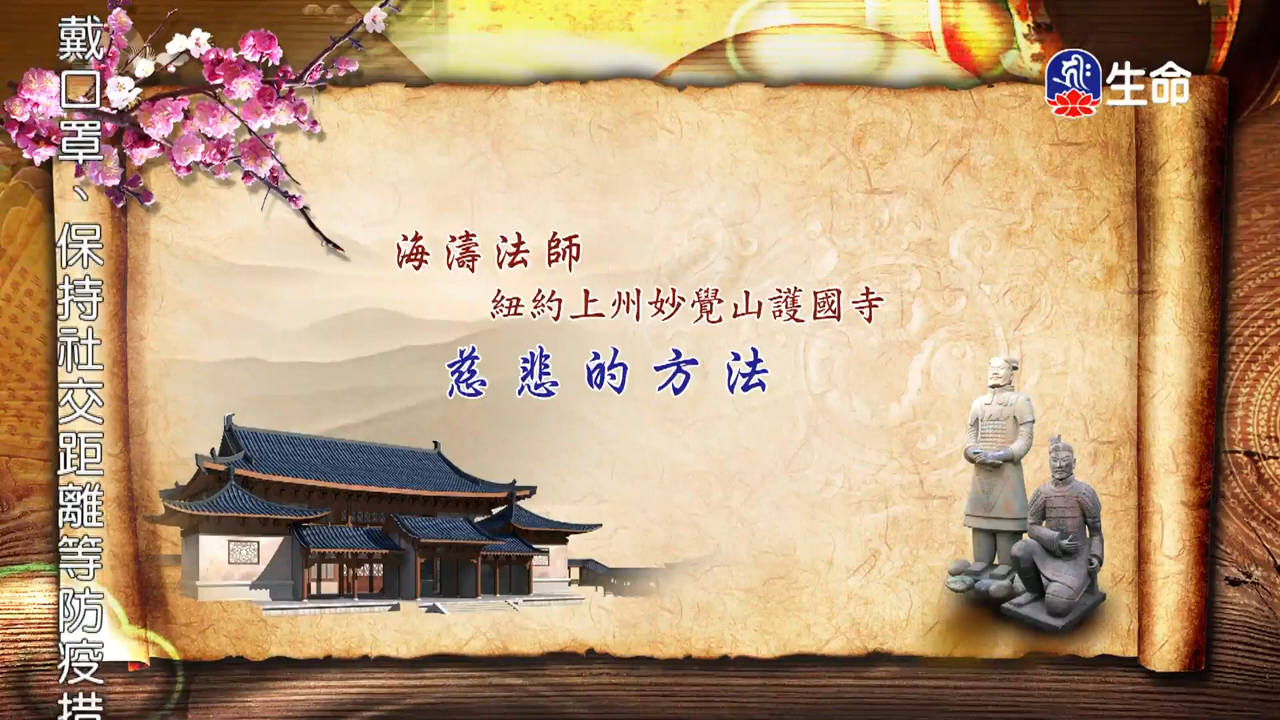 戴口罩、保持社交距離等防疫措
生命
海濤法師
紐約上州妙覺山護國寺
慈悲的方法